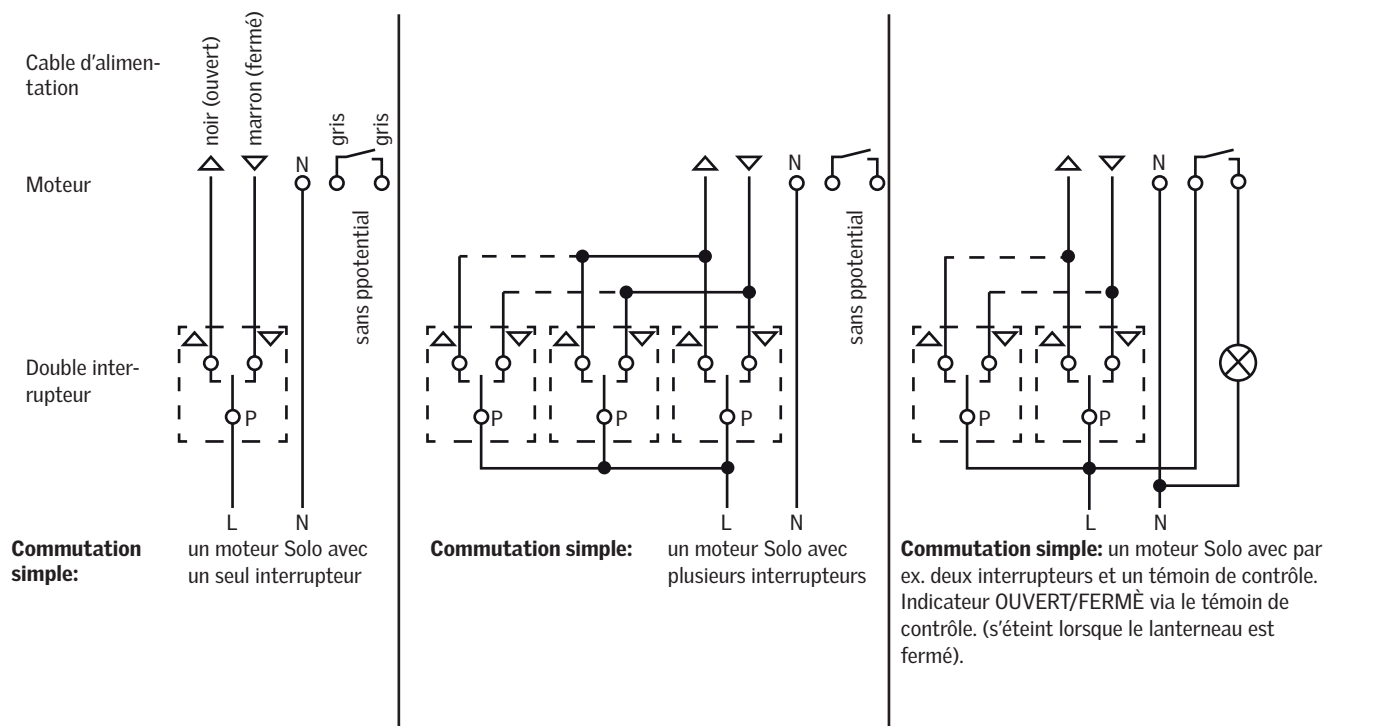 Cable d'alimen-
tation
noir (ouvert)
marron (fermé)
gris
gris
N
Moteur
sans ppotential
Double inter-
rupteur
P
L
N
Commutation
simple:
un moteur Solo avec
un seul interrupteur
N
sans ppotential
P
P
P
L
N
Commutation simple:
un moteur Solo avec
plusieurs interrupteurs
N
P
P
L
N
Commutation simple: un moteur Solo avec par
ex. deux interrupteurs et un témoin de contrôle.
Indicateur OUVERT/FERMÈ via le témoin de
contrôle. (s'éteint lorsque le lanterneau est
fermé).